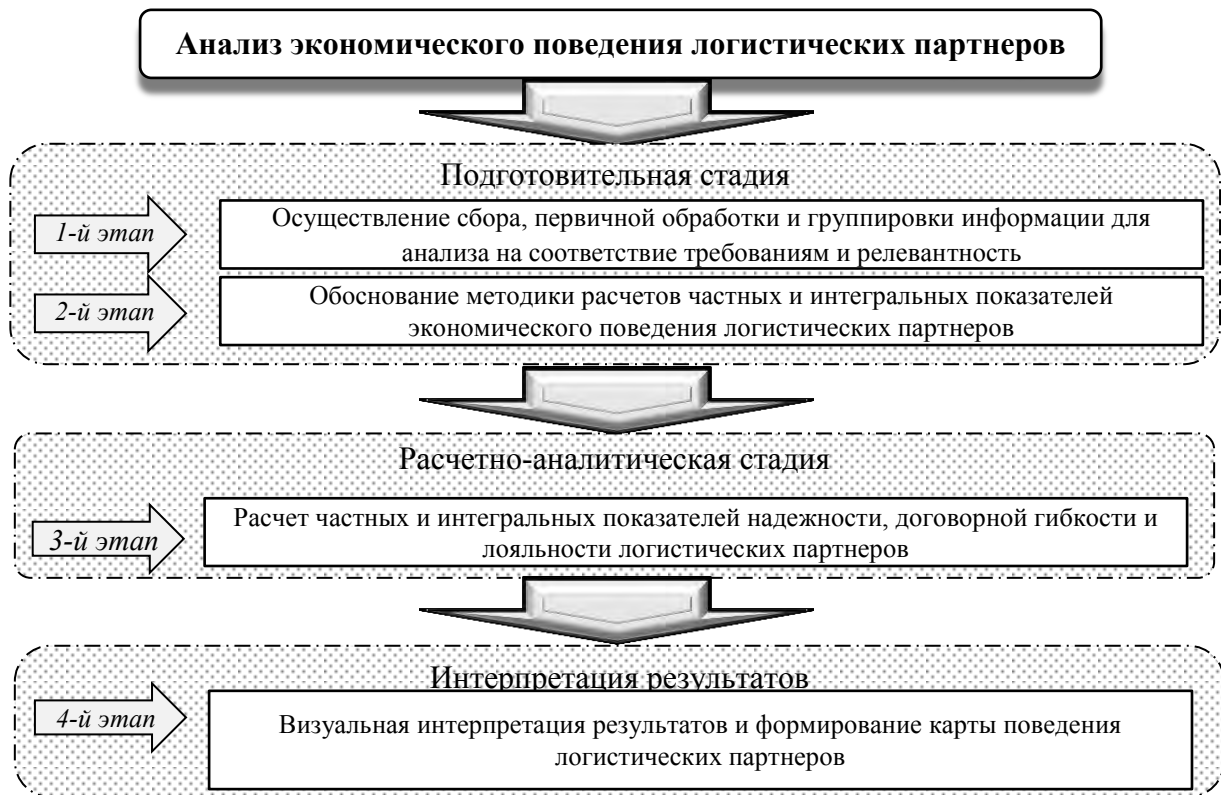 Анализ экономического поведения логистических партнеров
Подготовительная стадия
1-й этап
Осуществление сбора, первичной обработки и группировки информации для
анализа на соответствие требованиям и релевантность
2-й этап
Обоснование методики расчетов частных и интегральных показателей
экономического поведения логистических партнеров
Расчетно-аналитическая стадия
3-й этап
Расчет частных и интегральных показателей надежности, договорной гибкости и
лояльности логистических партнеров
Интерпретация результатов
4-й этап
Визуальная интерпретация результатов и формирование карты поведения
логистических партнеров